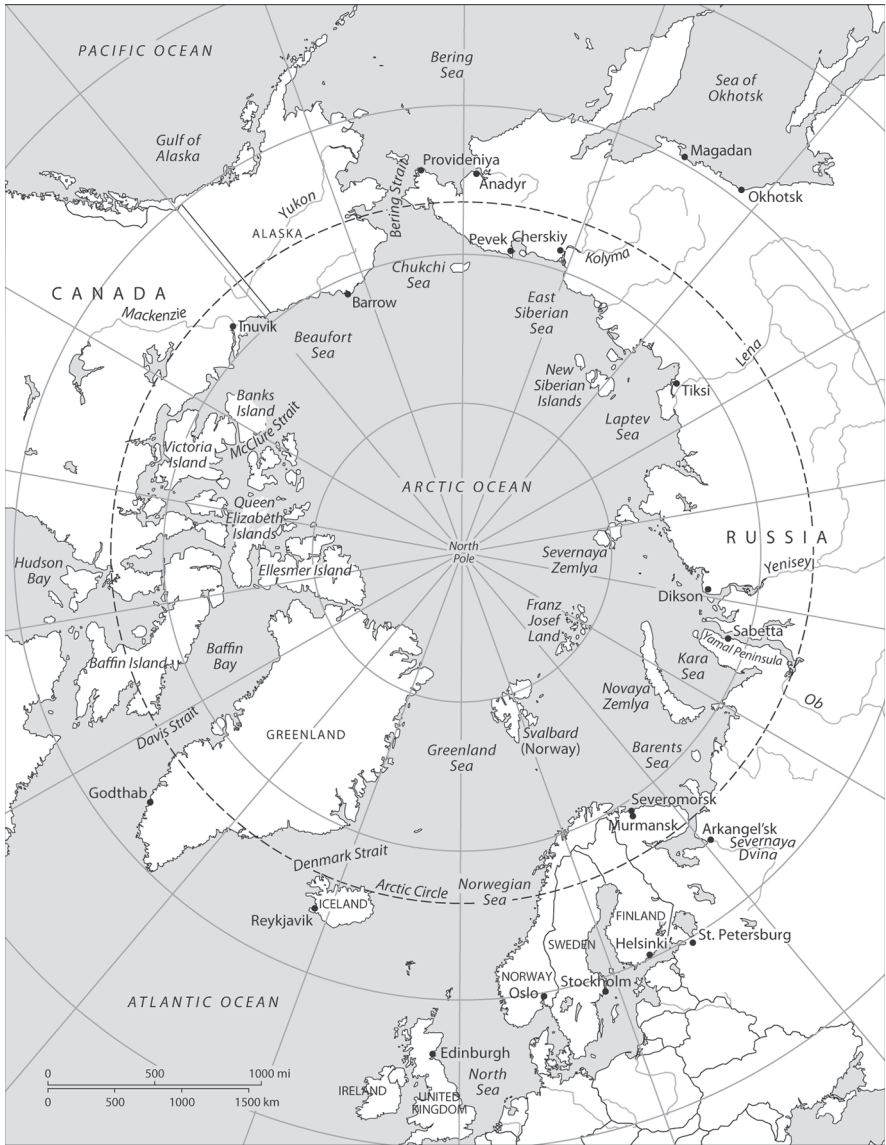 PACIFIC OCEAN
Bering
Sea
Sea of
Okhotsk
Gulf of
Alaska
Provideniya
Magadan
Anadyr
Okhotsk
Bering Strait
Yukon
ALASKA
Pevek
Cherskiy
Kolyma
Chukchi
Sea
CANADA
Mackenzie
Barrow
East
Siberian
Sea
Inuvik
Beaufort
Sea
Lena
New
Siberian
Islands
Tiksi
Banks
Island
McClure Strait
Laptev
Sea
Victoria
Island
ARCTIC OCEAN
Queen
Elizabeth
Islands
RUSSIA
North
Pole
Severnaya
Zemlya
Hudson
Bay
Ellesmer Island
Yenisey
Dikson
Franz
Josef
Land
Sabetta
Yamal Peninsula
Baffin Island
Baffin
Bay
Kara
Sea
Novaya
Zemlya
Ob
Davis Strait
GREENLAND
Svalbard
(Norway)
Greenland
Sea
Barents
Sea
Godthab
Severomorsk
Murmansk
Arkangel'sk
Severnaya
Dvina
Denmark Strait
Arctic Circle
Norwegian
Sea
ICELAND
Reykjavik
FINLAND
SWEDEN
Helsinki
St. Petersburg
NORWAY
Oslo
Stockholm
ATLANTIC OCEAN
Edinburgh
North
Sea
IRELAND
UNITED
KINGDOM
0 500 1000 mi
0 500 1000 1500 km